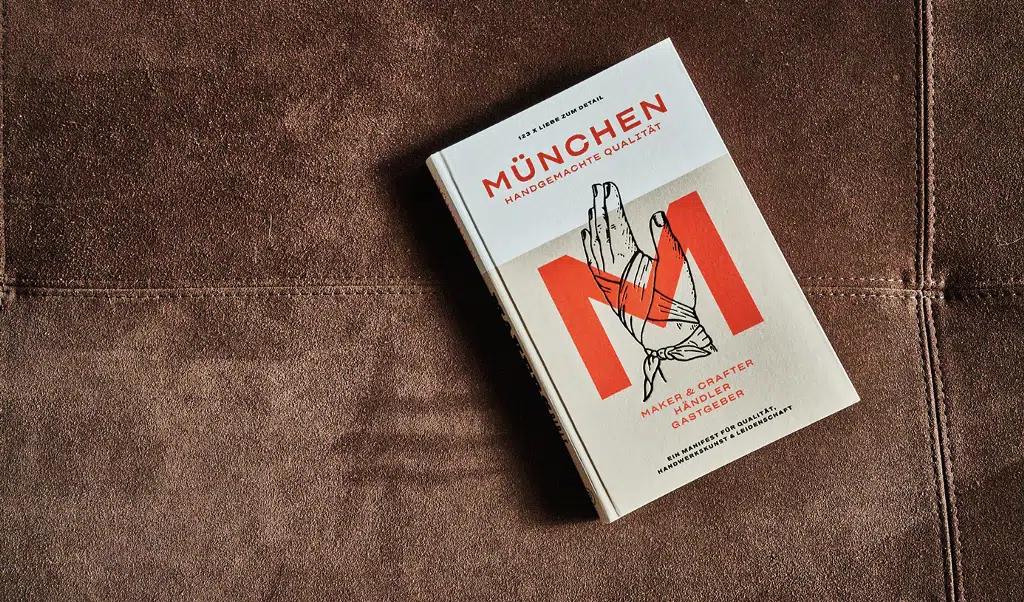 123 X LIEBE ZUM DETAIL
MÜNCHEN
HANDGEMACHTE QUALITÄT
M
MAKER & CRAFTER
HÄNDLER
GASTGEBER
EIN MANIFEST FÜR QUALITÄT,
HANDWERKSKUNST & LEIDENSCHAFT